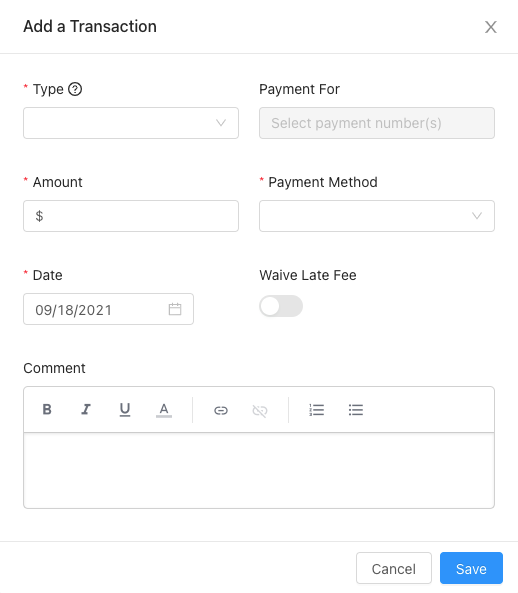 Add a Transaction
* Type
Payment For
Select payment number(s)
* Amount
* Payment Method
$
* Date
Waive Late Fee
09/18/2021
Comment
B I U A
Cancel Save